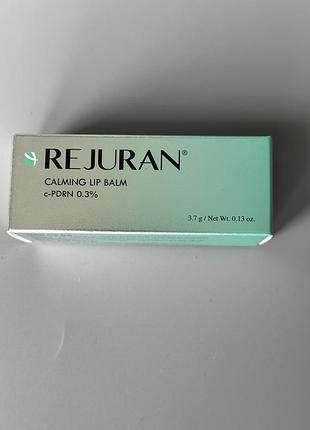 REJURAN®
CALMING LIP BALM
c-PDRN 0.3%
3.7 g / Net Wt. 0.13 oz.